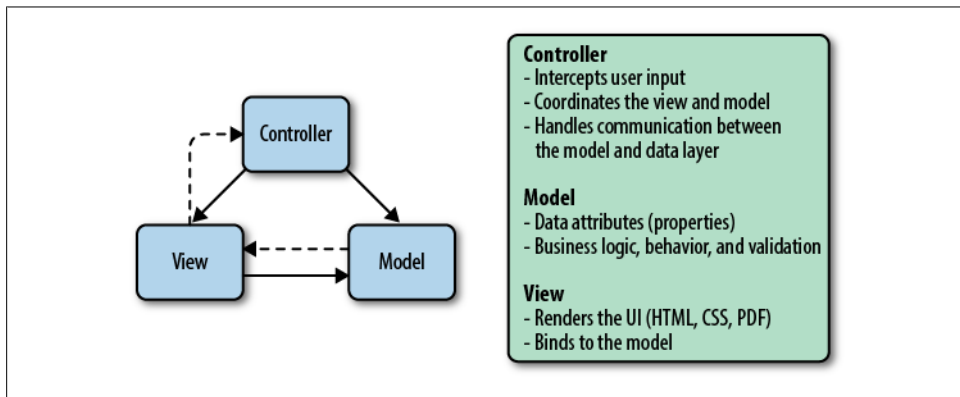 Controller
View
Model
Controller
- Intercepts user input
- Coordinates the view and model
- Handles communication between
the model and data layer
Model
- Data attributes (properties)
- Business logic, behavior, and validation
View
- Renders the UI (HTML, CSS, PDF)
- Binds to the model